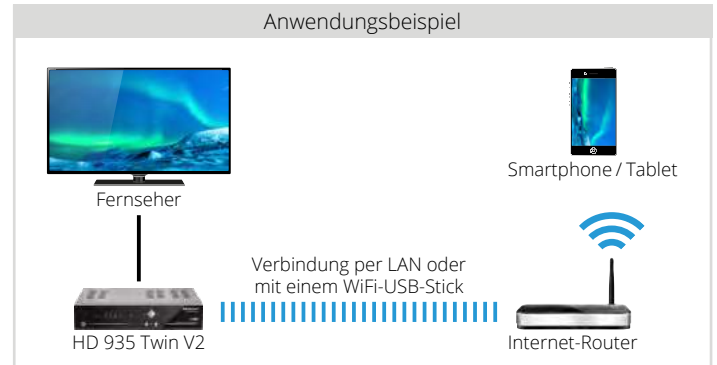 Anwendungsbeispiel
Fernseher
Smartphone / Tablet
Verbindung per LAN oder
mit einem WiFi-USB-Stick
HD 935 Twin V2
Internet-Router